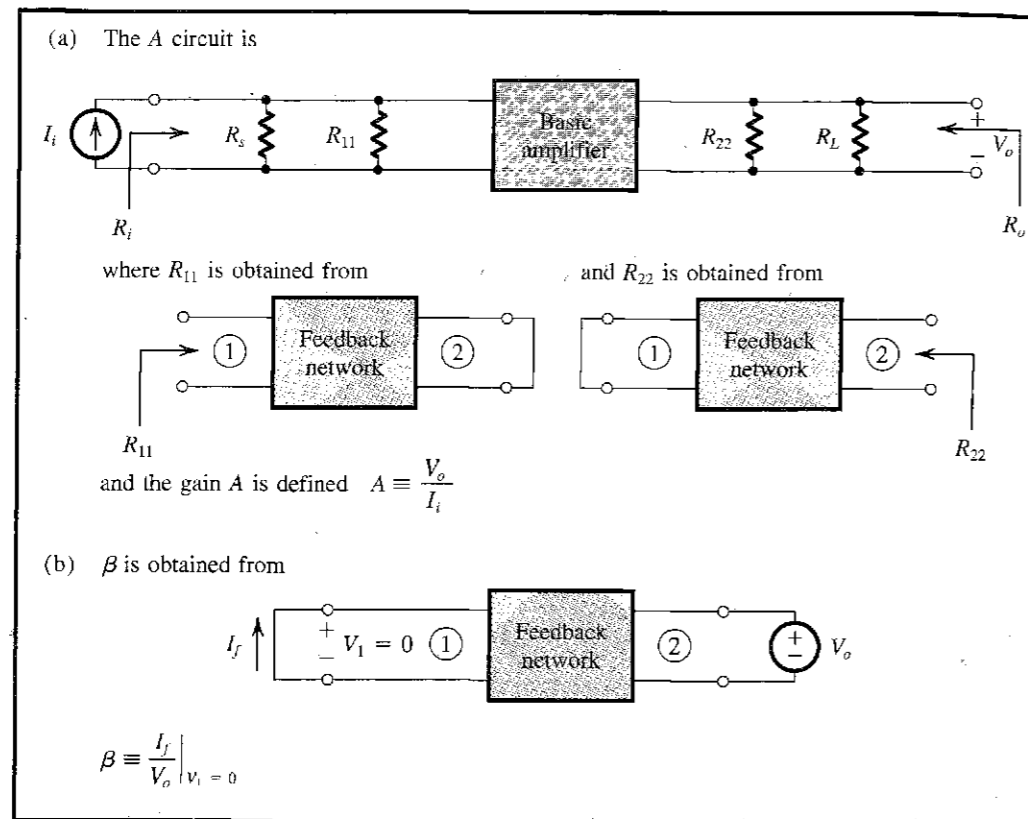 (a) The A circuit is
I_i R_s R_11 Basic amplifier R_22 R_L + V_o −
R_i R_o
where R_11 is obtained from and R_22 is obtained from
① Feedback network ② ① Feedback network ②
R_11 R_22
and the gain A is defined A ≡ V_o / I_i
(b) β is obtained from
I_f + V_1 = 0 − ① Feedback network ② + − V_o
β ≡ I_f / V_o |_{V_1 = 0}